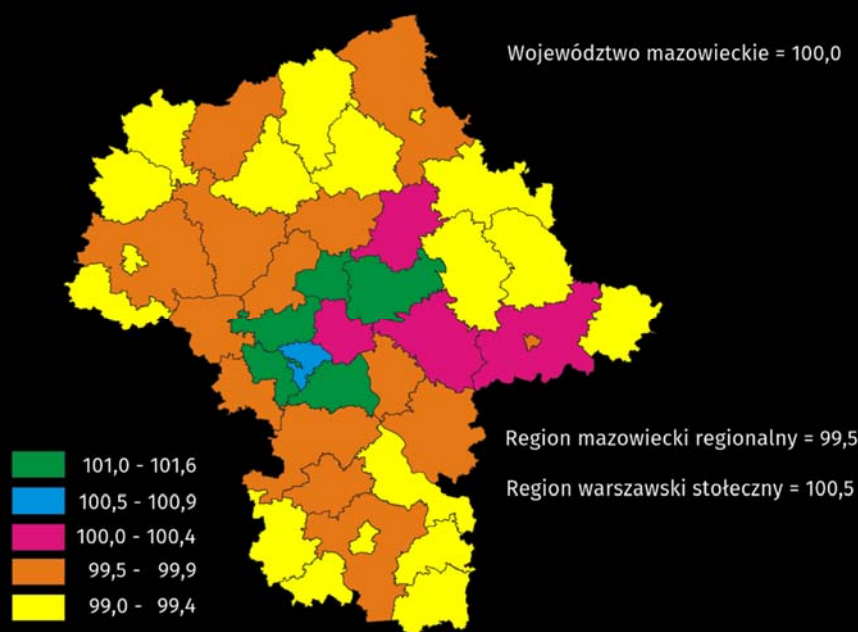 Województwo mazowieckie = 100,0
Region mazowiecki regionalny = 99,5
Region warszawski stołeczny = 100,5
101,0 - 101,6
100,5 - 100,9
100,0 - 100,4
99,5 - 99,9
99,0 - 99,4